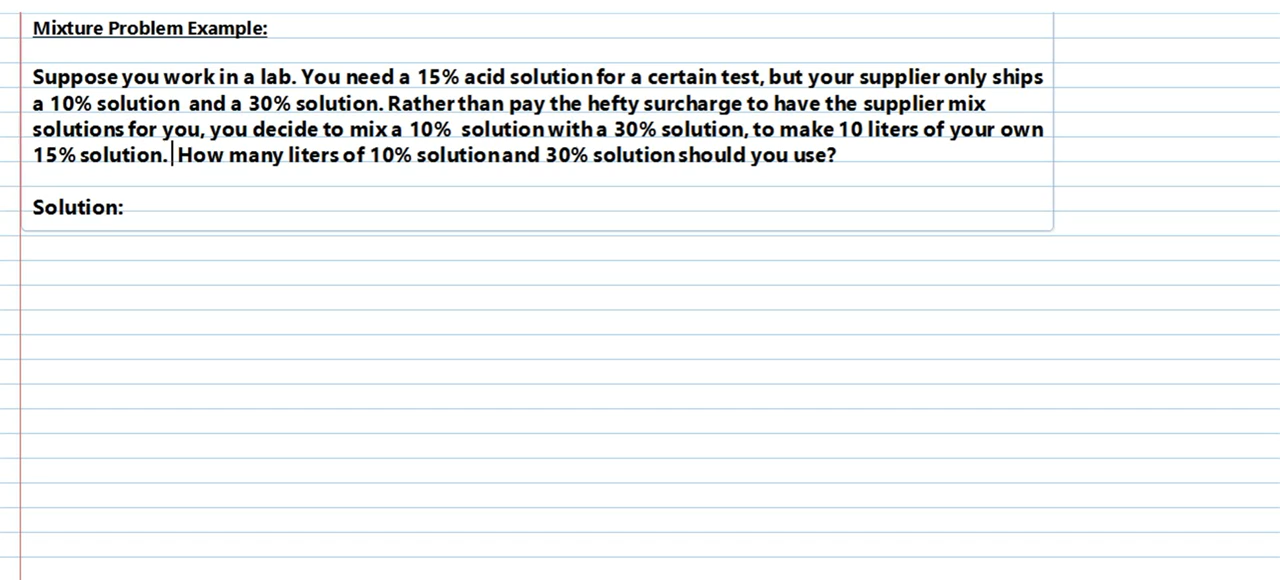 Mixture Problem Example:
Suppose you work in a lab. You need a 15% acid solution for a certain test, but your supplier only ships
a 10% solution and a 30% solution. Rather than pay the hefty surcharge to have the supplier mix
solutions for you, you decide to mix a 10% solution with a 30% solution, to make 10 liters of your own
15% solution. How many liters of 10% solution and 30% solution should you use?
Solution: